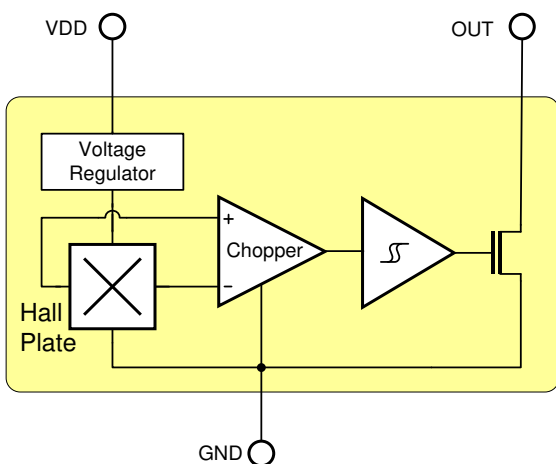 VDD
OUT
Voltage
Regulator
+
Chopper
−
Hall
Plate
GND